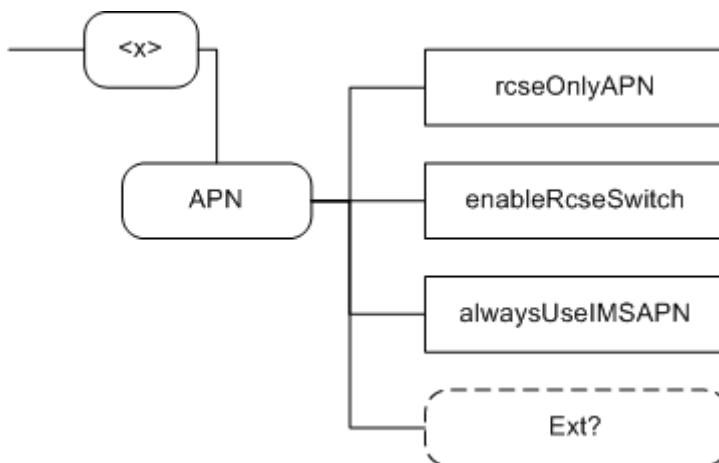 <x>
rcseOnlyAPN
APN
enableRcseSwitch
alwaysUseIMSAPN
Ext?